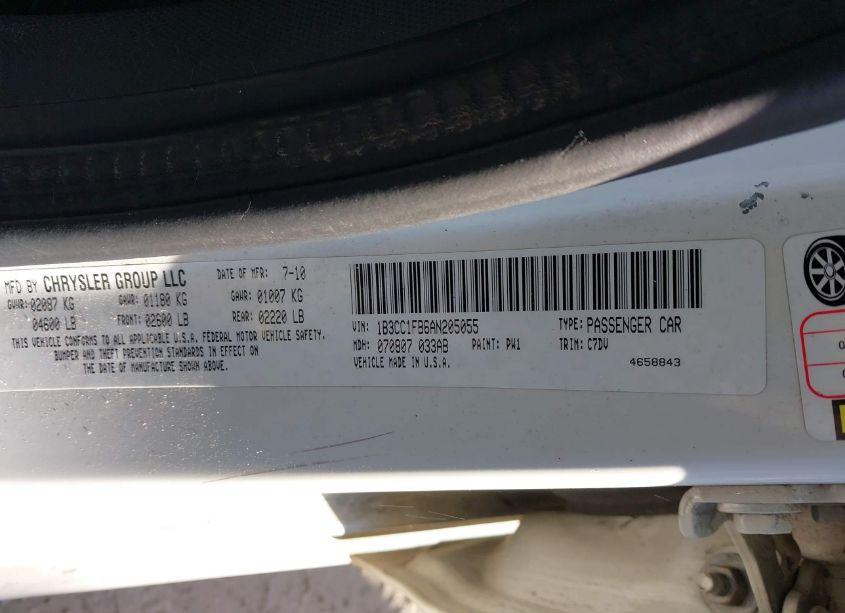 MFD BY CHRYSLER GROUP LLC DATE OF MFR: 7-10
GVWR: 02087 KG GAWR: 01180 KG GAWR: 01007 KG
04600 LB FRONT: 02600 LB REAR: 02220 LB
THIS VEHICLE CONFORMS TO ALL APPLICABLE U.S.A. FEDERAL MOTOR VEHICLE SAFETY,
BUMPER AND THEFT PREVENTION STANDARDS IN EFFECT ON
THE DATE OF MANUFACTURE SHOWN ABOVE.
VIN: 1B3CC1FB6AN205055 TYPE: PASSENGER CAR
MDH: 070807 033AB PAINT: PW1 TRIM: C7DV
VEHICLE MADE IN U.S.A. 4658843